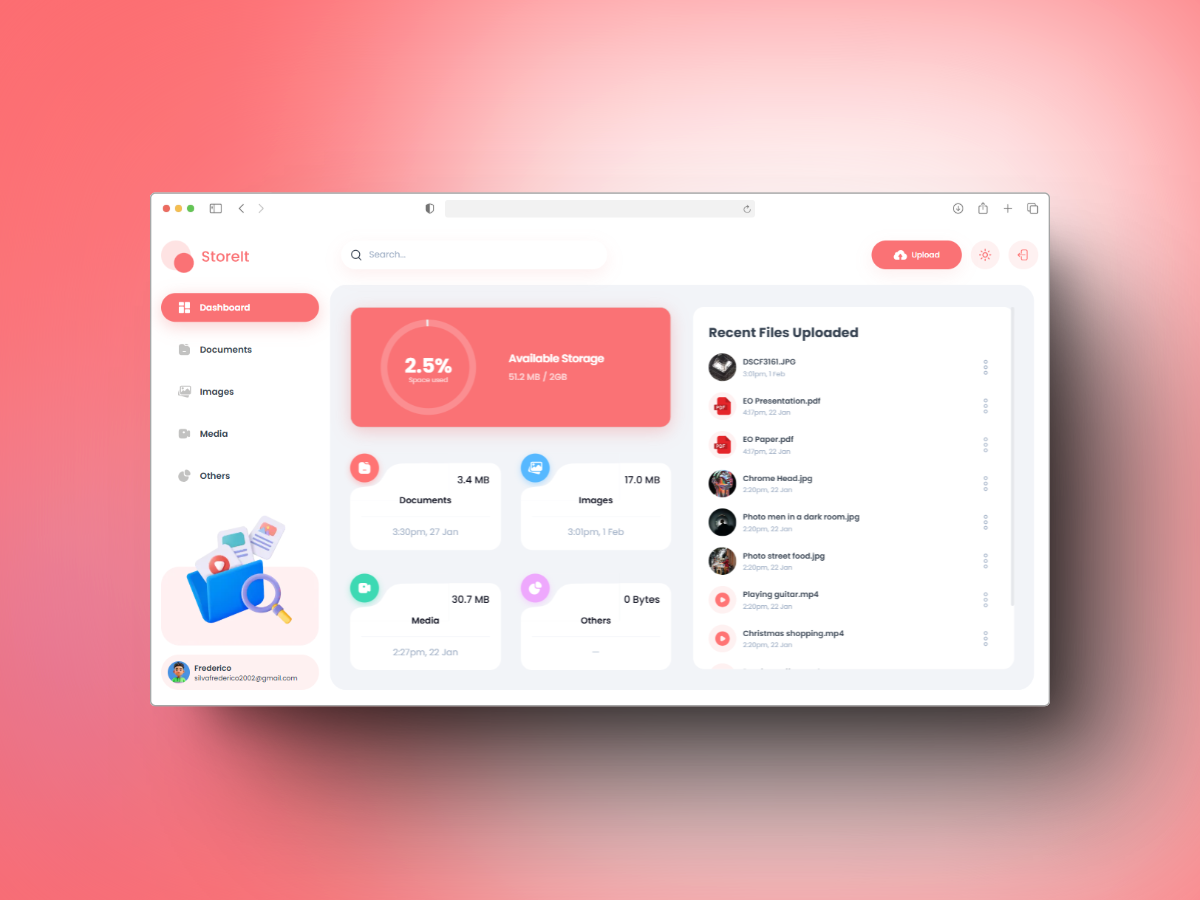 StoreIt
Search...
Upload
Dashboard
Documents
Images
Media
Others
Frederico
silvafrederico2002@gmail.com
2.5%
Space used
Available Storage
51.2 MB / 2GB
3.4 MB
Documents
3:30pm, 27 Jan
17.0 MB
Images
3:01pm, 1 Feb
30.7 MB
Media
2:27pm, 22 Jan
0 Bytes
Others
—
Recent Files Uploaded
DSCF3161.JPG
3:01pm, 1 Feb
EO Presentation.pdf
4:17pm, 22 Jan
EO Paper.pdf
4:17pm, 22 Jan
Chrome Head.jpg
2:20pm, 22 Jan
Photo men in a dark room.jpg
2:20pm, 22 Jan
Photo street food.jpg
2:20pm, 22 Jan
Playing guitar.mp4
2:20pm, 22 Jan
Christmas shopping.mp4
2:20pm, 22 Jan